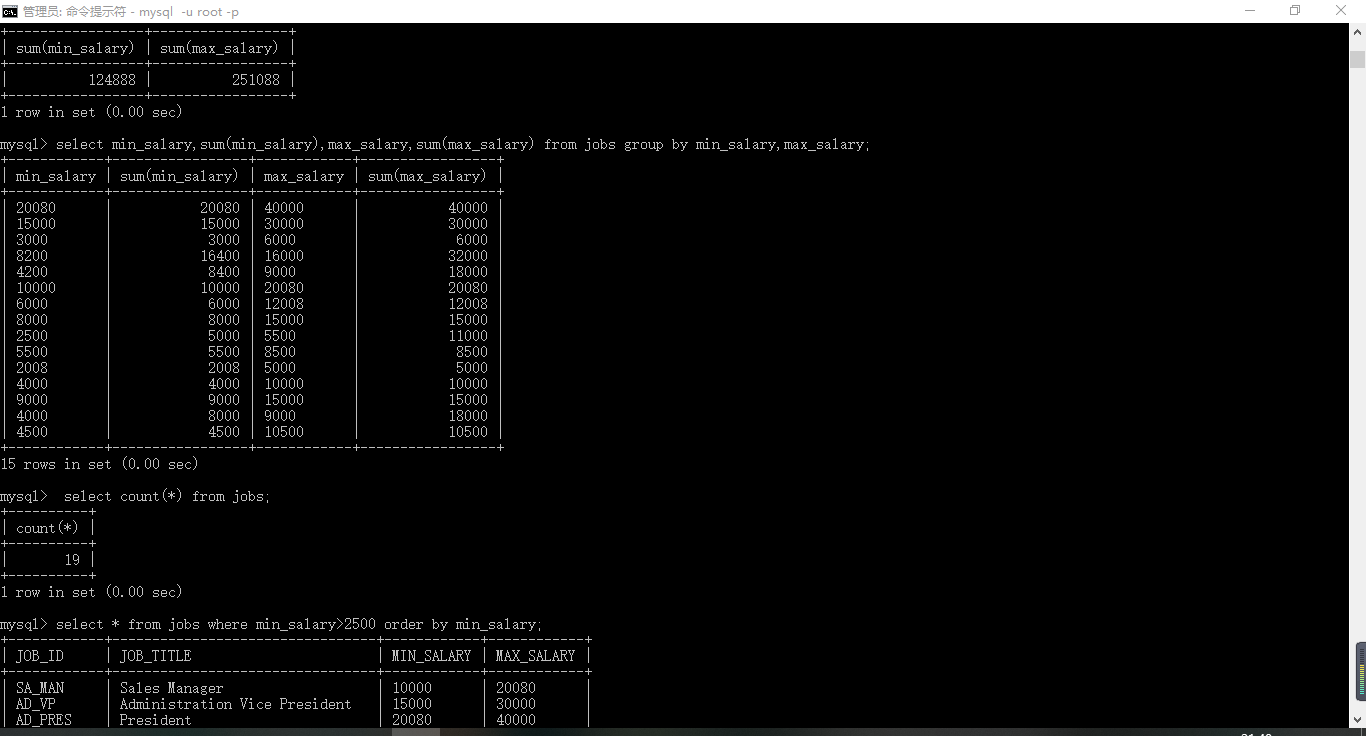 管理员: 命令提示符 - mysql -u root -p
+-----------------+-----------------+
| sum(min_salary) | sum(max_salary) |
+-----------------+-----------------+
| 124888 | 251088 |
+-----------------+-----------------+
1 row in set (0.00 sec)
mysql> select min_salary,sum(min_salary),max_salary,sum(max_salary) from jobs group by min_salary,max_salary;
+------------+-----------------+------------+-----------------+
| min_salary | sum(min_salary) | max_salary | sum(max_salary) |
+------------+-----------------+------------+-----------------+
| 20080 | 20080 | 40000 | 40000 |
| 15000 | 15000 | 30000 | 30000 |
| 3000 | 3000 | 6000 | 6000 |
| 8200 | 16400 | 16000 | 32000 |
| 4200 | 8400 | 9000 | 18000 |
| 10000 | 10000 | 20080 | 20080 |
| 6000 | 6000 | 12008 | 12008 |
| 8000 | 8000 | 15000 | 15000 |
| 2500 | 5000 | 5500 | 11000 |
| 5500 | 5500 | 8500 | 8500 |
| 2008 | 2008 | 5000 | 5000 |
| 4000 | 4000 | 10000 | 10000 |
| 9000 | 9000 | 15000 | 15000 |
| 4000 | 8000 | 9000 | 18000 |
| 4500 | 4500 | 10500 | 10500 |
+------------+-----------------+------------+-----------------+
15 rows in set (0.00 sec)
mysql>  select count(*) from jobs;
+----------+
| count(*) |
+----------+
| 19 |
+----------+
1 row in set (0.00 sec)
mysql> select * from jobs where min_salary>2500 order by min_salary;
+------------+---------------------------------+------------+------------+
| JOB_ID | JOB_TITLE | MIN_SALARY | MAX_SALARY |
+------------+---------------------------------+------------+------------+
| SA_MAN | Sales Manager | 10000 | 20080 |
| AD_VP | Administration Vice President | 15000 | 30000 |
| AD_PRES | President | 20080 | 40000 |